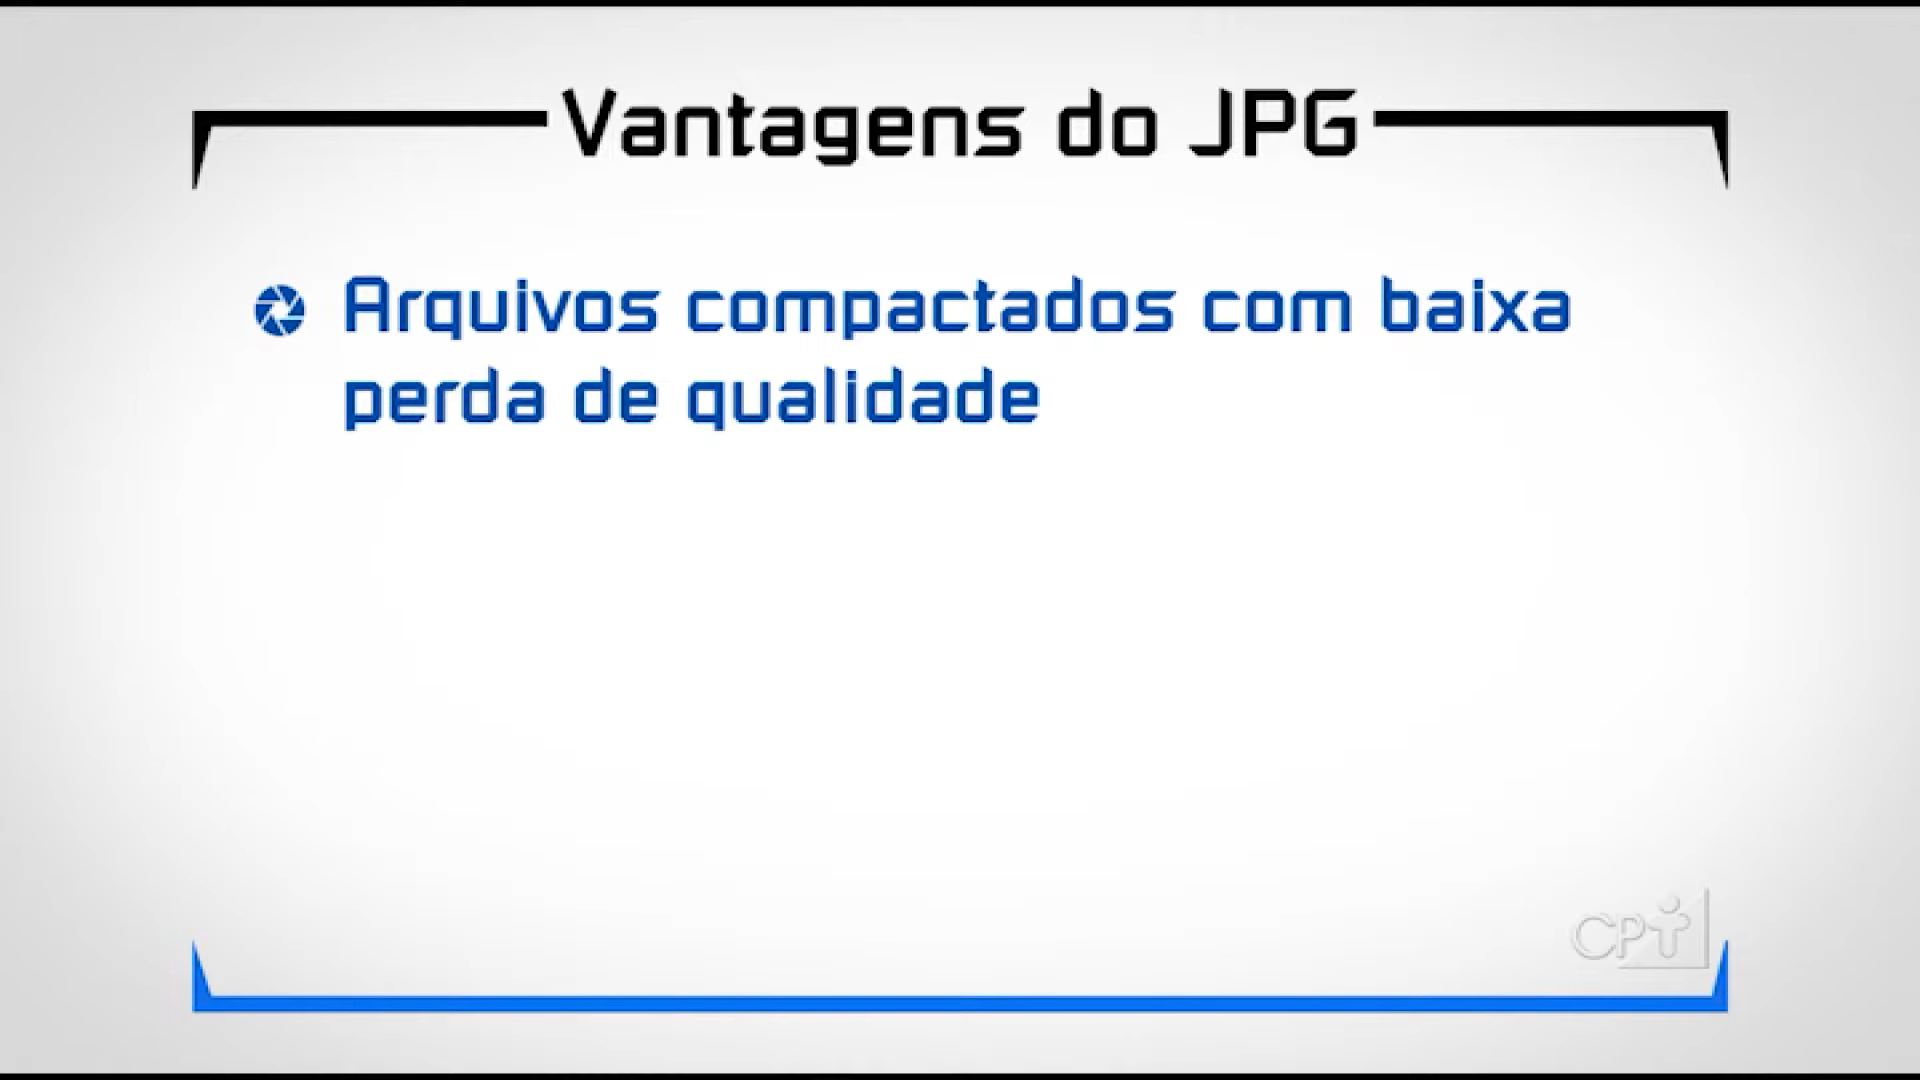 Vantagens do JPG
Arquivos compactados com baixa
perda de qualidade
CPT